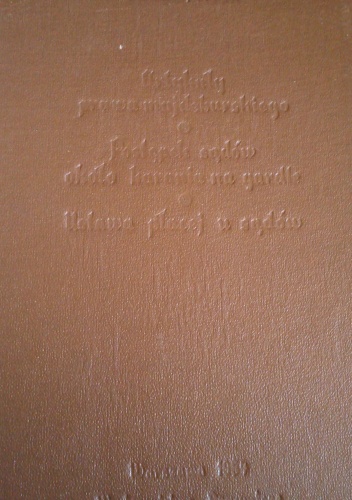 Artykuły
prawa majdeburskiego
Postępek sądów
około karania na gardle
Ustawa płacej u sądów
Warszawa